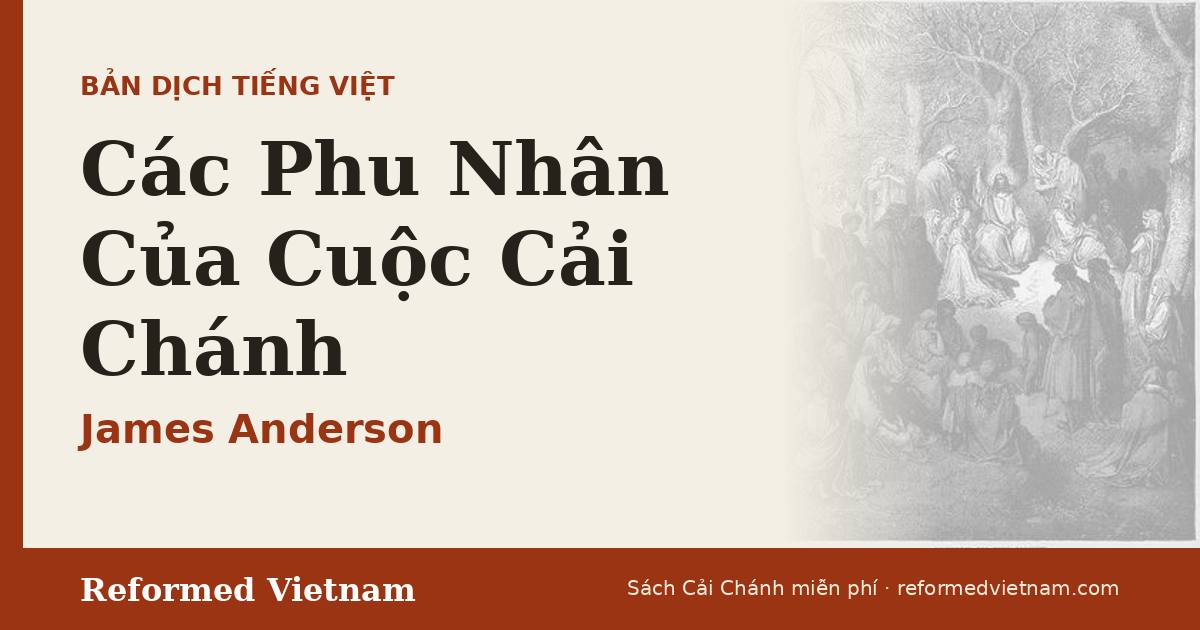 BẢN DỊCH TIẾNG VIỆT
Các Phu Nhân
Của Cuộc Cải
Chánh
James Anderson
Reformed Vietnam
Sách Cải Chánh miễn phí · reformedvietnam.com